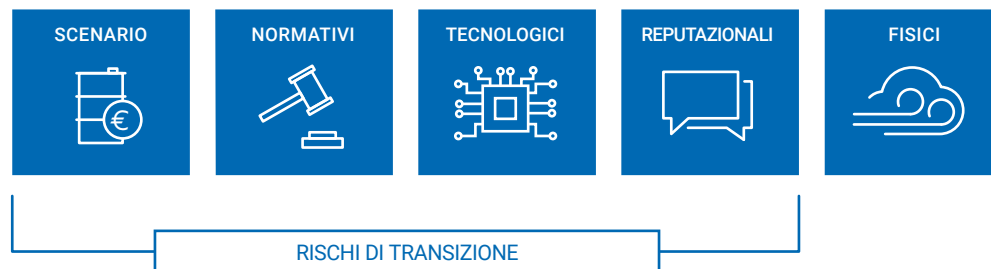 SCENARIO
NORMATIVI
TECNOLOGICI
REPUTAZIONALI
FISICI
€
RISCHI DI TRANSIZIONE